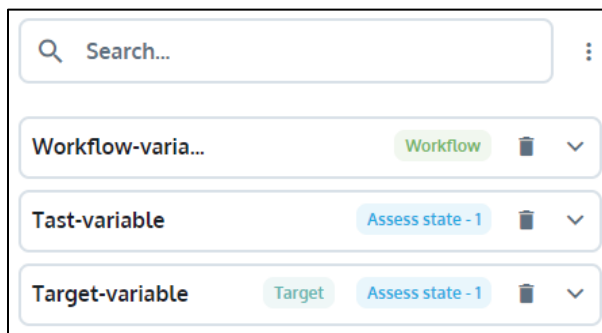 Search...
Workflow-varia... Workflow
Tast-variable Assess state - 1
Target-variable Target Assess state - 1